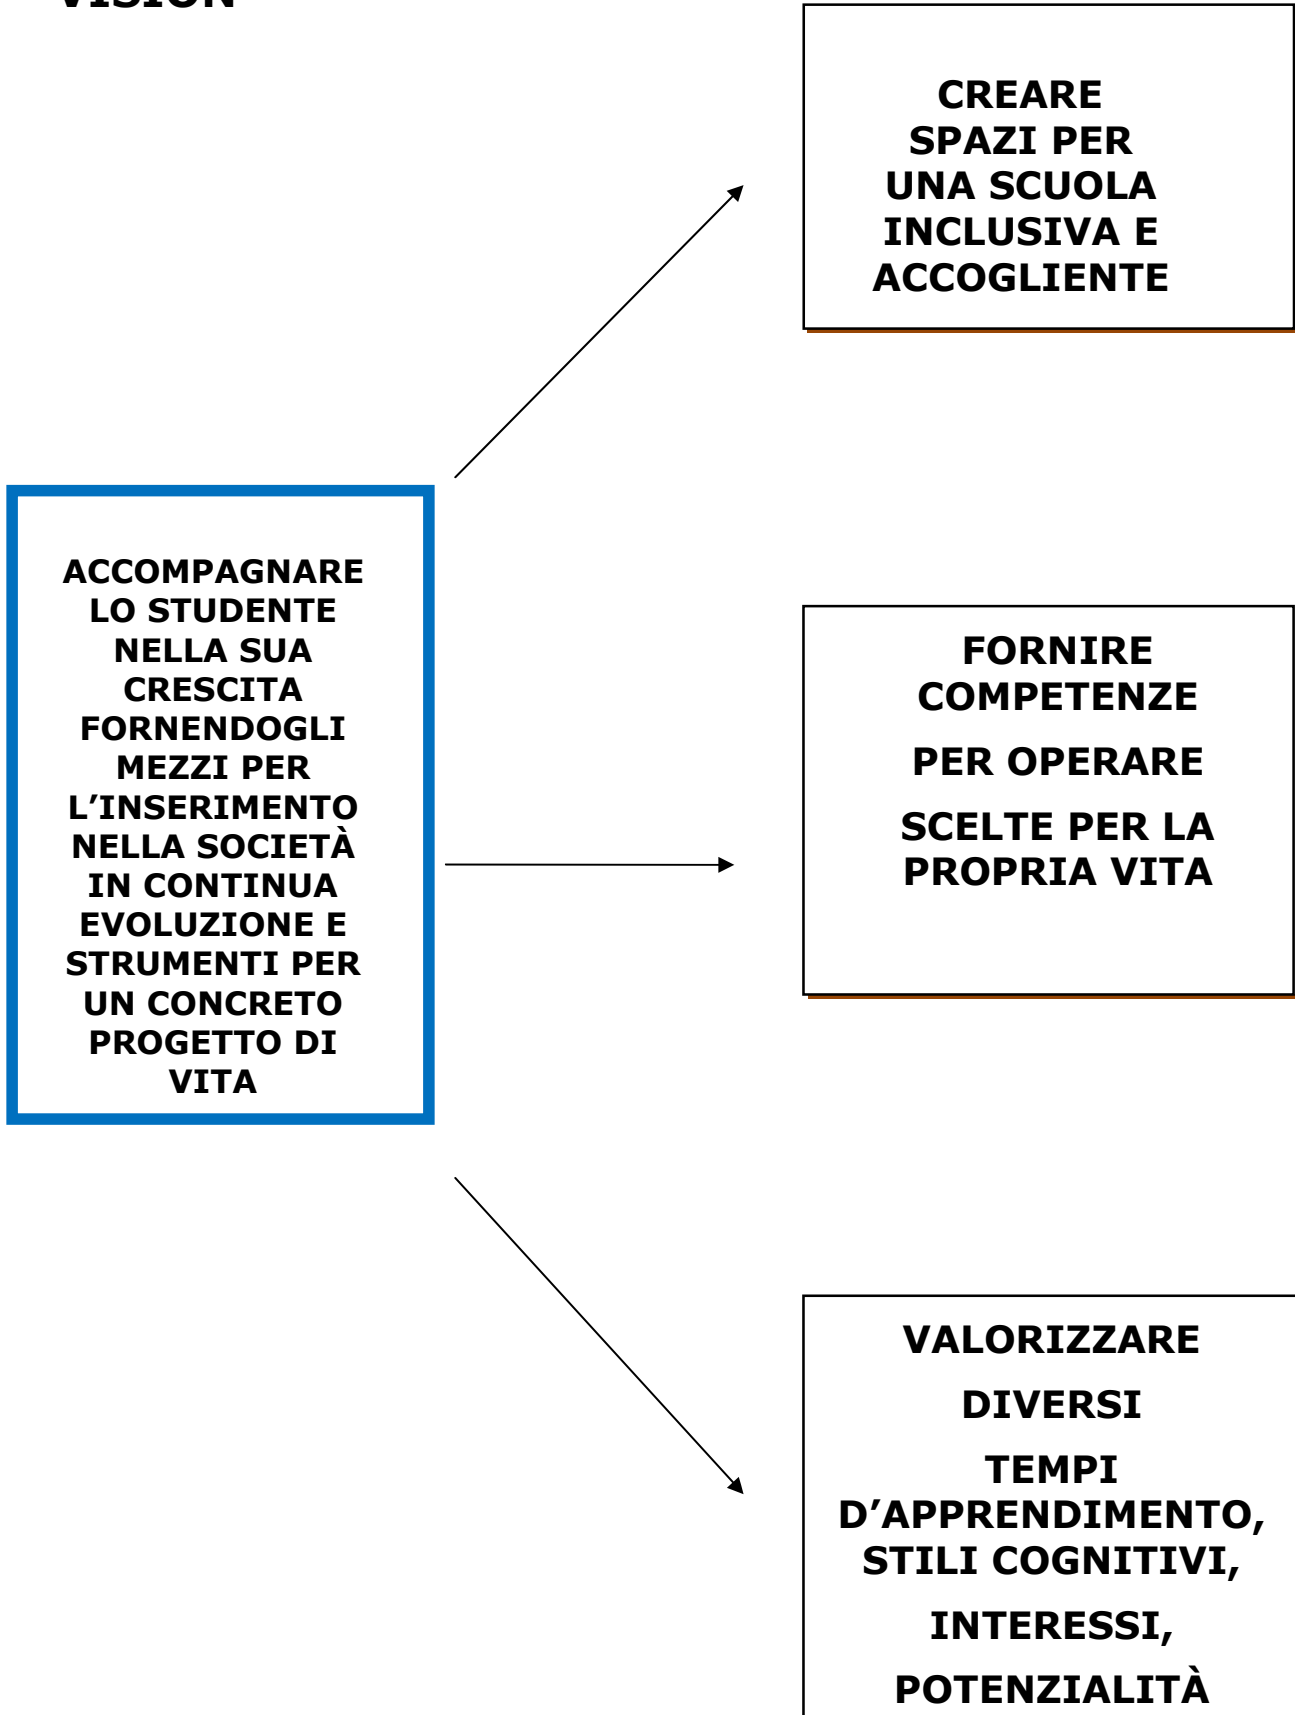 VISION
CREARE
SPAZI PER
UNA SCUOLA
INCLUSIVA E
ACCOGLIENTE
ACCOMPAGNARE
LO STUDENTE
NELLA SUA
CRESCITA
FORNENDOGLI
MEZZI PER
L’INSERIMENTO
NELLA SOCIETÀ
IN CONTINUA
EVOLUZIONE E
STRUMENTI PER
UN CONCRETO
PROGETTO DI
VITA
FORNIRE
COMPETENZE
PER OPERARE
SCELTE PER LA
PROPRIA VITA
VALORIZZARE
DIVERSI
TEMPI
D’APPRENDIMENTO,
STILI COGNITIVI,
INTERESSI,
POTENZIALITÀ